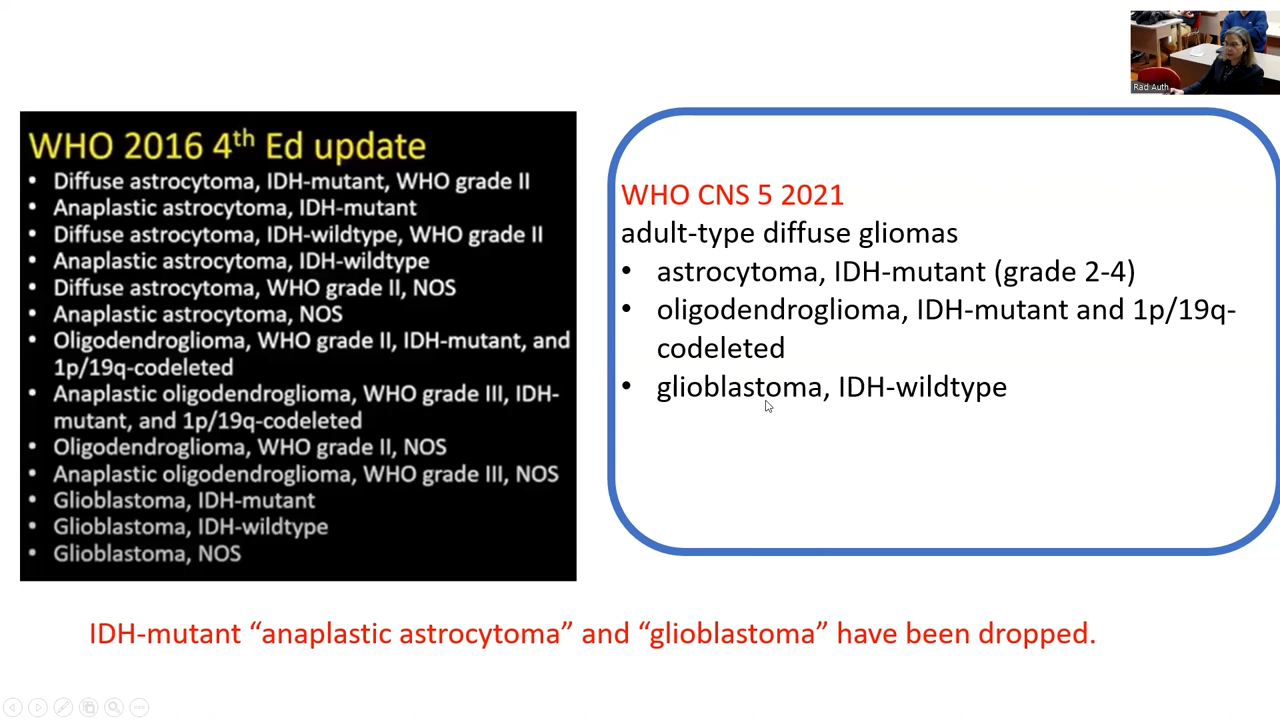 Rad Auth
WHO 2016 4th Ed update
• Diffuse astrocytoma, IDH-mutant, WHO grade II
• Anaplastic astrocytoma, IDH-mutant
• Diffuse astrocytoma, IDH-wildtype, WHO grade II
• Anaplastic astrocytoma, IDH-wildtype
• Diffuse astrocytoma, WHO grade II, NOS
• Anaplastic astrocytoma, NOS
• Oligodendroglioma, WHO grade II, IDH-mutant, and
1p/19q-codeleted
• Anaplastic oligodendroglioma, WHO grade III, IDH-
mutant, and 1p/19q-codeleted
• Oligodendroglioma, WHO grade II, NOS
• Anaplastic oligodendroglioma, WHO grade III, NOS
• Glioblastoma, IDH-mutant
• Glioblastoma, IDH-wildtype
• Glioblastoma, NOS
WHO CNS 5 2021
adult-type diffuse gliomas
• astrocytoma, IDH-mutant (grade 2-4)
• oligodendroglioma, IDH-mutant and 1p/19q-
codeleted
• glioblastoma, IDH-wildtype
IDH-mutant “anaplastic astrocytoma” and “glioblastoma” have been dropped.